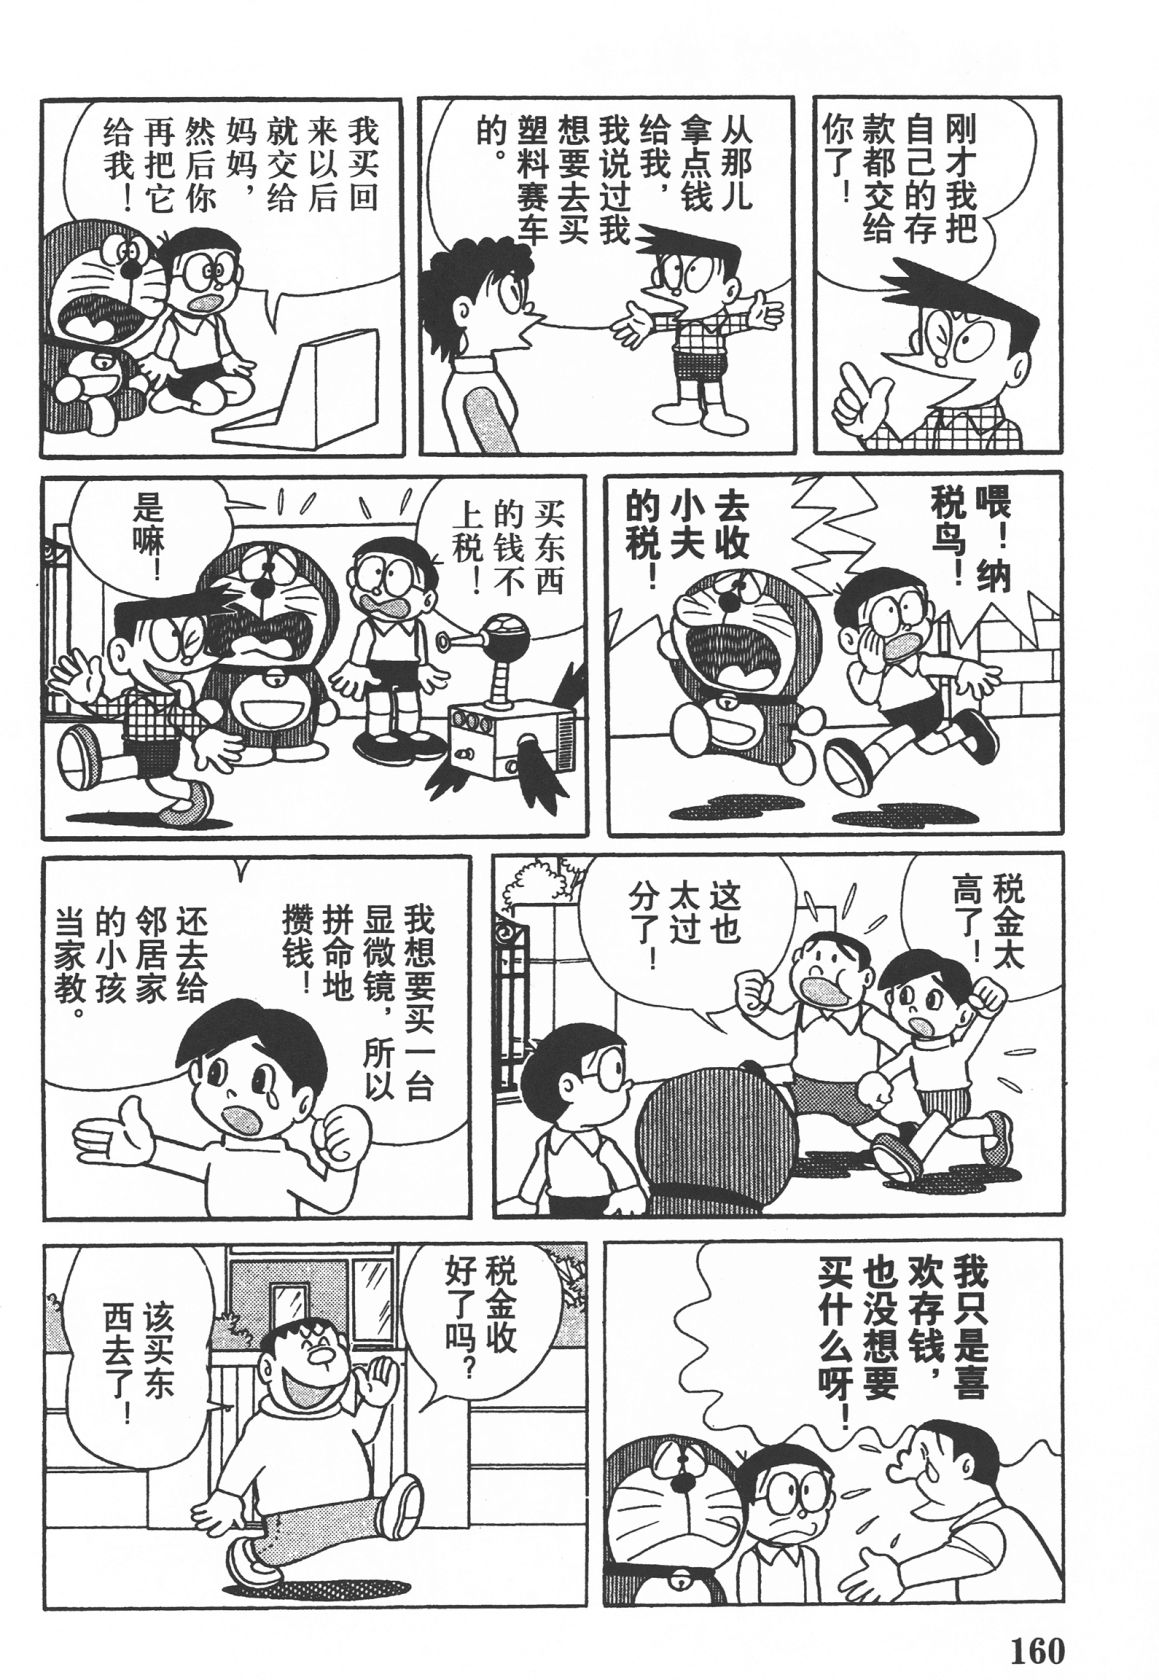 刚才我把
自己的存
款都交给
你了！
从那儿
拿点钱
给我，
我说过我
想要去买
塑料赛车
的。
我买回
来以后
就交给
妈妈，
然后你
再把它
给我！
喂！纳
税鸟！
去收
小夫
的税！
买东西
的钱不
上税！
是嘛！
税金太
高了！
这也
太过
分了！
我想要买一台
显微镜，所以
拼命地
攒钱！
还去给
邻居家
的小孩
当家教。
我只是喜
欢存钱，
也没想要
买什么呀！
税金收
好了吗？
该买东
西去了！
160